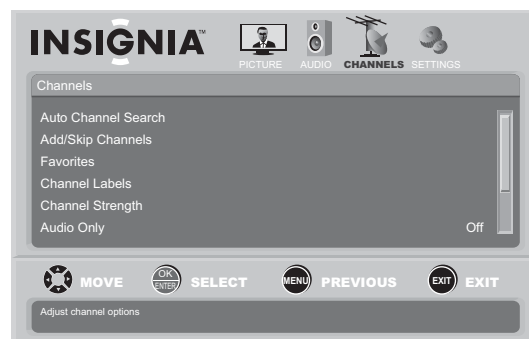 INSIGNIA™
PICTURE AUDIO CHANNELS SETTINGS
Channels
Auto Channel Search
Add/Skip Channels
Favorites
Channel Labels
Channel Strength
Audio Only Off
MOVE OK ENTER SELECT MENU PREVIOUS EXIT EXIT
Adjust channel options